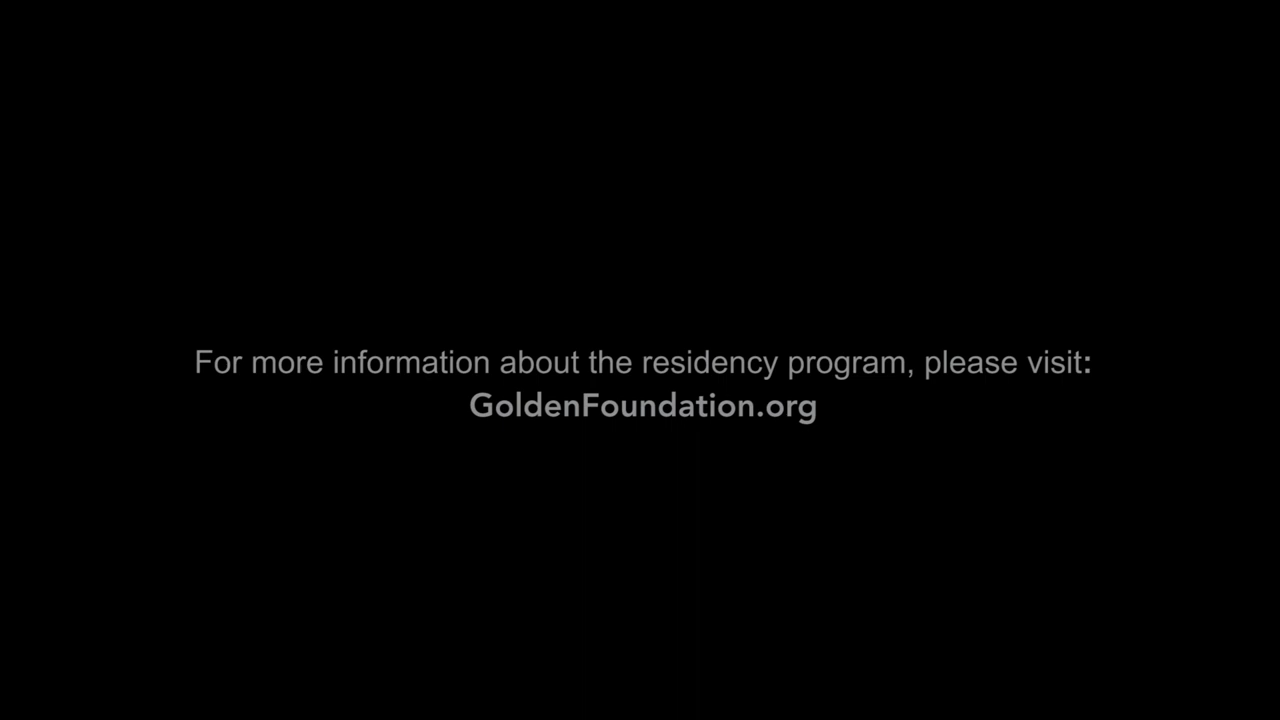 For more information about the residency program, please visit:
GoldenFoundation.org